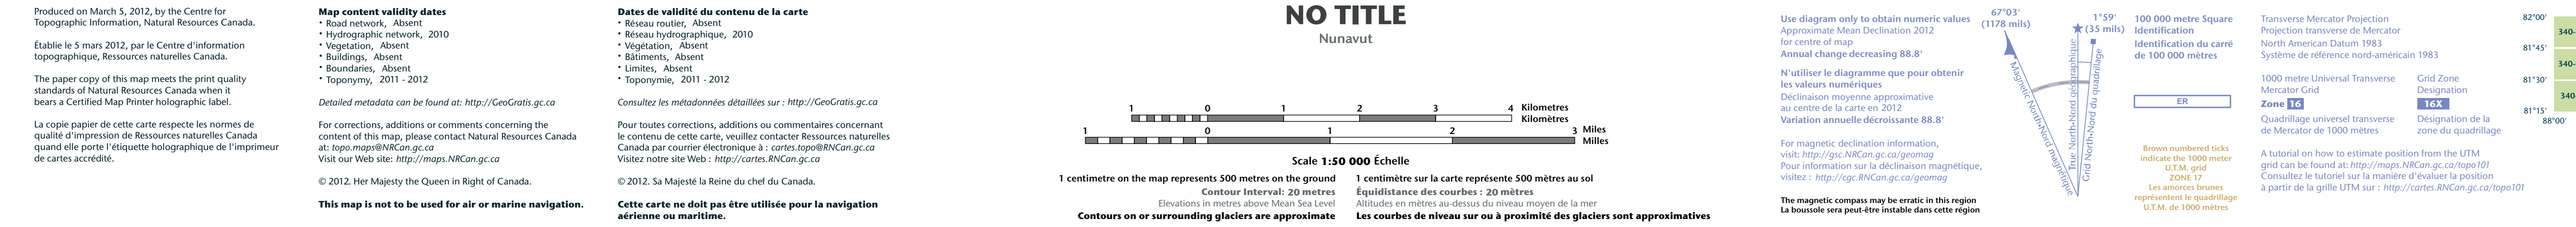 Produced on March 5, 2012, by the Centre for
Topographic Information, Natural Resources Canada.
Établie le 5 mars 2012, par le Centre d'information
topographique, Ressources naturelles Canada.
The paper copy of this map meets the print quality
standards of Natural Resources Canada when it
bears a Certified Map Printer holographic label.
La copie papier de cette carte respecte les normes de
qualité d'impression de Ressources naturelles Canada
quand elle porte l'étiquette holographique de l'imprimeur
de cartes accrédité.
Map content validity dates
• Road network, Absent
• Hydrographic network, 2010
• Vegetation, Absent
• Buildings, Absent
• Boundaries, Absent
• Toponymy, 2011 - 2012
Detailed metadata can be found at: http://GeoGratis.gc.ca
For corrections, additions or comments concerning the
content of this map, please contact Natural Resources Canada
at: topo.maps@NRCan.gc.ca
Visit our Web site: http://maps.NRCan.gc.ca
© 2012. Her Majesty the Queen in Right of Canada.
This map is not to be used for air or marine navigation.
Dates de validité du contenu de la carte
• Réseau routier, Absent
• Réseau hydrographique, 2010
• Végétation, Absent
• Bâtiments, Absent
• Limites, Absent
• Toponymie, 2011 - 2012
Consultez les métadonnées détaillées sur : http://GeoGratis.gc.ca
Pour toutes corrections, additions ou commentaires concernant
le contenu de cette carte, veuillez contacter Ressources naturelles
Canada par courrier électronique à : cartes.topo@RNCan.gc.ca
Visitez notre site Web : http://cartes.RNCan.gc.ca
© 2012. Sa Majesté la Reine du chef du Canada.
Cette carte ne doit pas être utilisée pour la navigation
aérienne ou maritime.
NO TITLE
Nunavut
1 0 1 2 3 4 Kilometres
Kilomètres
1 0 1 2 3 Miles
Milles
Scale 1:50 000 Échelle
1 centimetre on the map represents 500 metres on the ground
Contour Interval: 20 metres
Elevations in metres above Mean Sea Level
Contours on or surrounding glaciers are approximate
1 centimètre sur la carte représente 500 mètres au sol
Équidistance des courbes : 20 mètres
Altitudes en mètres au-dessus du niveau moyen de la mer
Les courbes de niveau sur ou à proximité des glaciers sont approximatives
Use diagram only to obtain numeric values
Approximate Mean Declination 2012
for centre of map
Annual change decreasing 88.8'
N'utiliser le diagramme que pour obtenir
les valeurs numériques
Déclinaison moyenne approximative
au centre de la carte en 2012
Variation annuelle décroissante 88.8'
For magnetic declination information,
visit: http://gsc.NRCan.gc.ca/geomag
Pour information sur la déclinaison magnétique,
visitez : http://cgc.RNCan.gc.ca/geomag
The magnetic compass may be erratic in this region
La boussole sera peut-être instable dans cette région
67°03'
(1178 mils)
1°59'
(35 mils)
Magnetic North•Nord magnétique
True North•Nord géographique
Grid North•Nord du quadrillage
100 000 metre Square
Identification
Identification du carré
de 100 000 mètres
ER
Brown numbered ticks
indicate the 1000 meter
U.T.M. grid
ZONE 17
Les amorces brunes
représentent le quadrillage
U.T.M. de 1000 mètres
Transverse Mercator Projection
Projection transverse de Mercator
North American Datum 1983
Système de référence nord-américain 1983
1000 metre Universal Transverse
Mercator Grid
Zone 16
Quadrillage universel transverse
de Mercator de 1000 mètres
Grid Zone
Designation
16X
Désignation de la
zone du quadrillage
A tutorial on how to estimate position from the UTM
grid can be found at: http://maps.NRCan.gc.ca/topo101
Consultez le tutoriel sur la manière d'évaluer la position
à partir de la grille UTM sur : http://cartes.RNCan.gc.ca/topo101
82°00'
340-
81°45'
340-
81°30'
340-
81°15'
88°00'